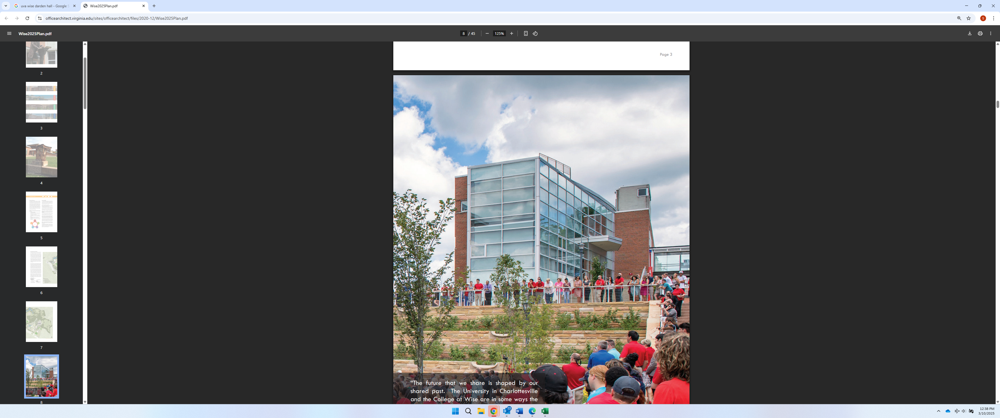 uva wise darden hall - Google S
Wise2025Plan.pdf
officearchitect.virginia.edu/sites/officearchitect/files/2020-12/Wise2025Plan.pdf
S
Wise2025Plan.pdf
8 / 45
125%
2
3
4
5
6
7
8
Page 3
“The future that we share is shaped by our
shared past. The University in Charlottesville
and the College at Wise are in some ways the
12:38 PM
3/10/2025